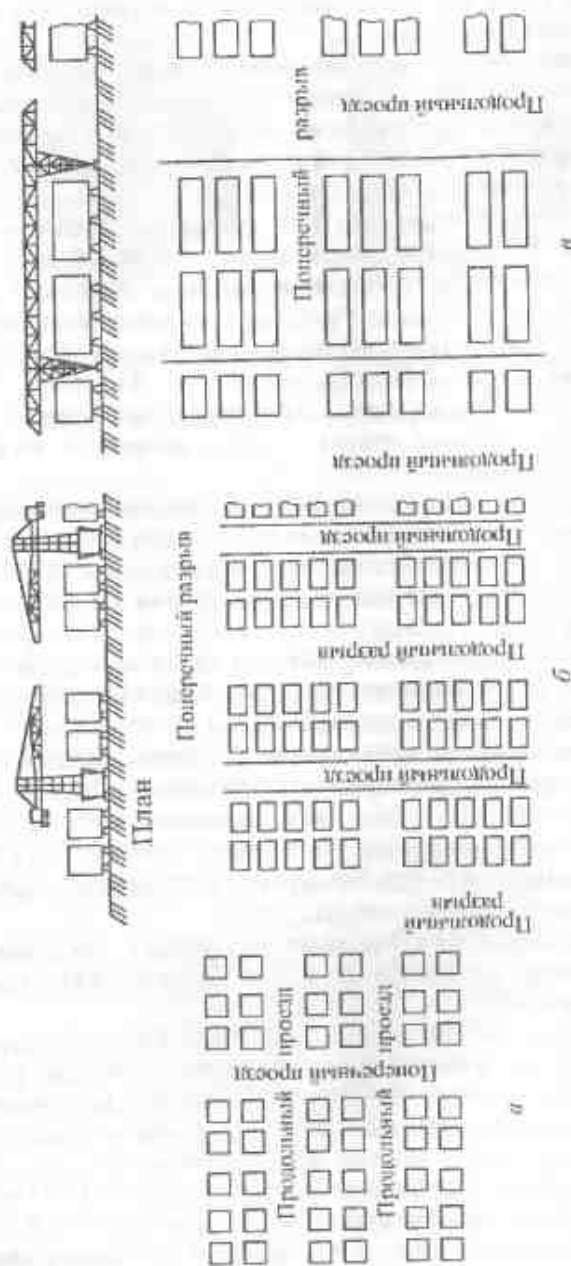 Поперечный разрыв
Продольный проезд
Продольный проезд
в
План
Поперечный разрыв
Продольный проезд
Продольный разрыв
Продольный проезд
Продольный
разрыв
б
Продольный проезд
Поперечный проезд
Продольный проезд
а